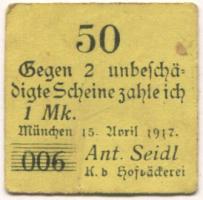 50
Gegen 2 unbeschä-
digte Scheine zahle ich
1 Mk.
München 15. April 1917.
006 Ant. Seidl
K. b Hofbäckerei